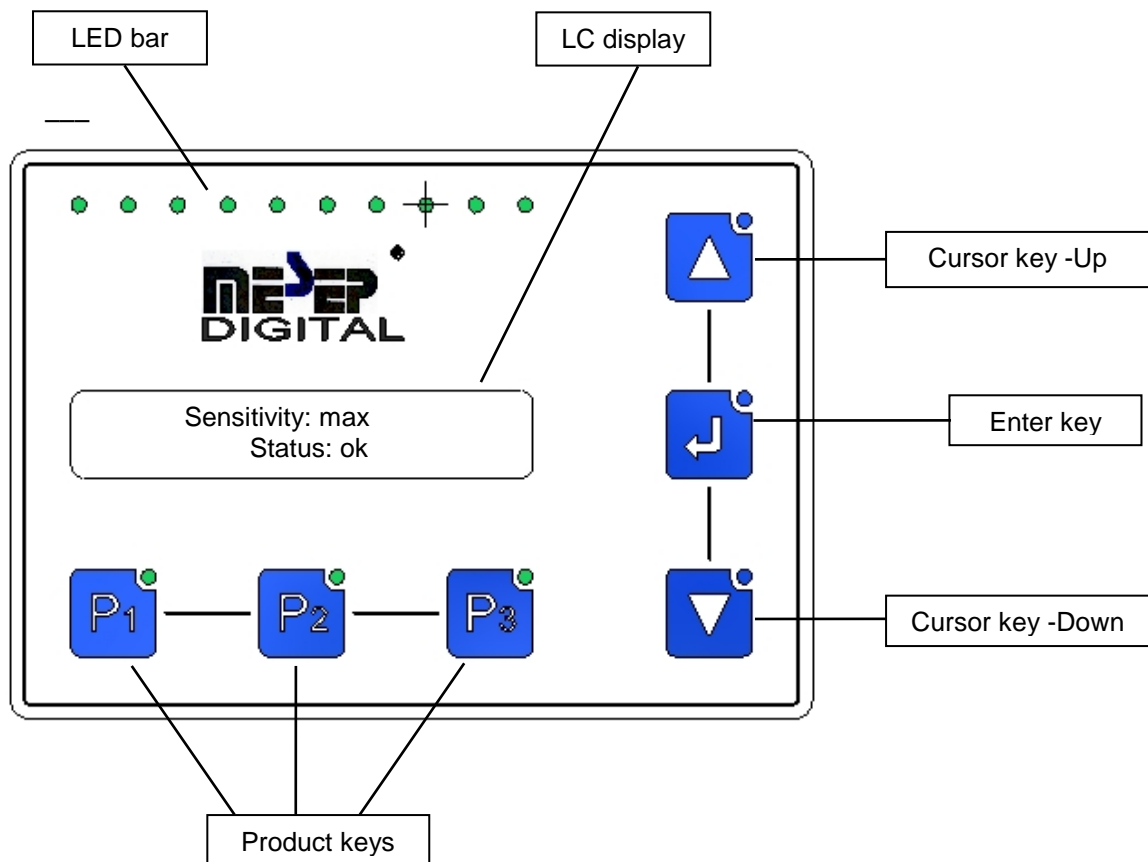 LED bar
LC display
MESEP
DIGITAL
Cursor key -Up
Sensitivity: max
Status: ok
Enter key
P1
P2
P3
Cursor key -Down
Product keys